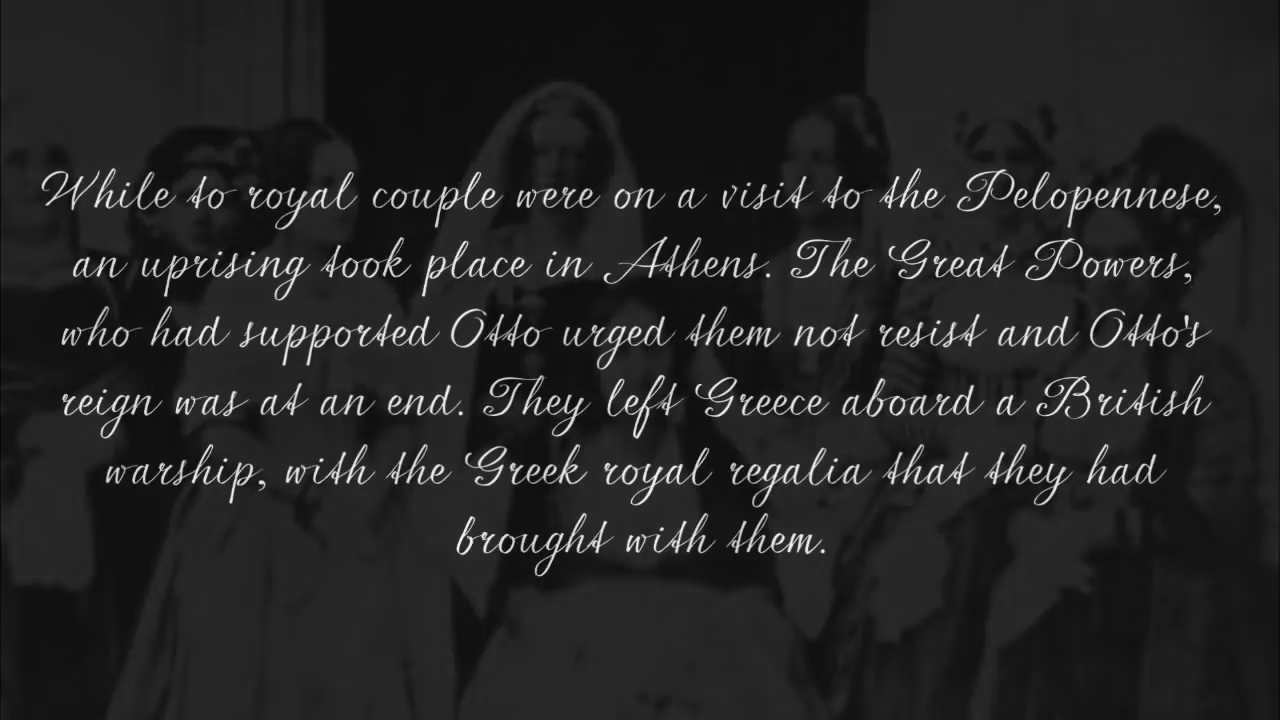 While to royal couple were on a visit to the Pelopennese,
an uprising took place in Athens. The Great Powers,
who had supported Otto urged them not resist and Otto's
reign was at an end. They left Greece aboard a British
warship, with the Greek royal regalia that they had
brought with them.